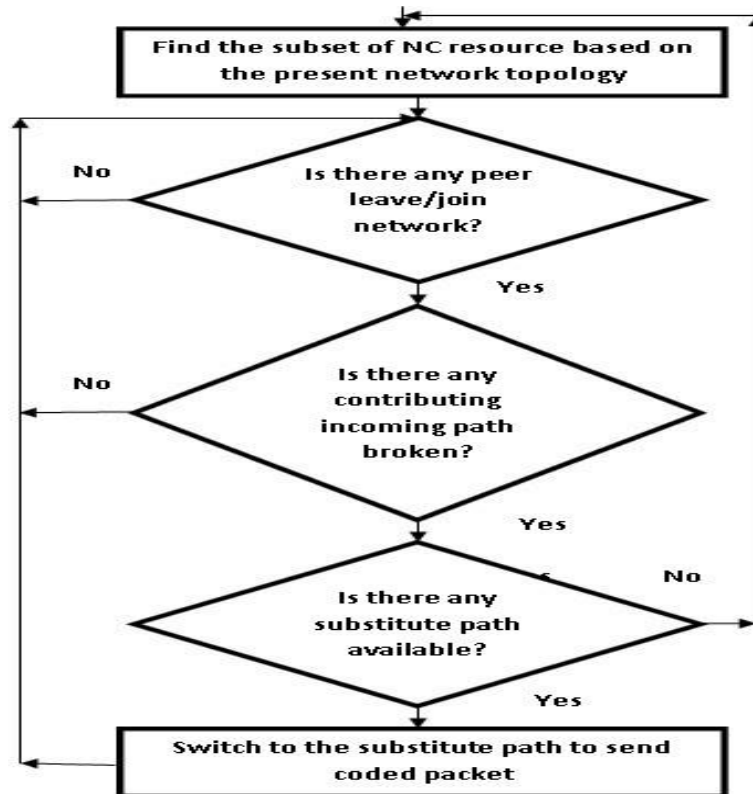 Find the subset of NC resource based on
the present network topology
No
Is there any peer
leave/join
network?
Yes
No
Is there any
contributing
incoming path
broken?
Yes
s
No
Is there any
substitute path
available?
Yes
Switch to the substitute path to send
coded packet